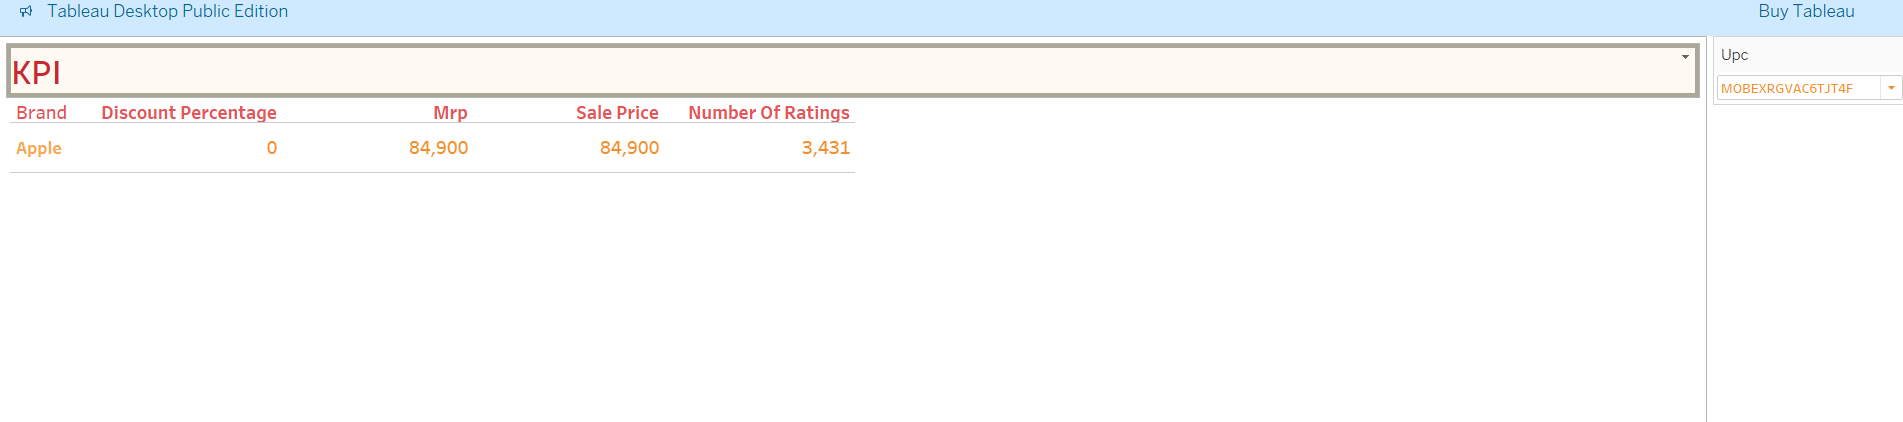 Tableau Desktop Public Edition
Buy Tableau
KPI
Upc
MOBEXRGVAC6TJT4F
Brand Discount Percentage Mrp Sale Price Number Of Ratings
Apple 0 84,900 84,900 3,431